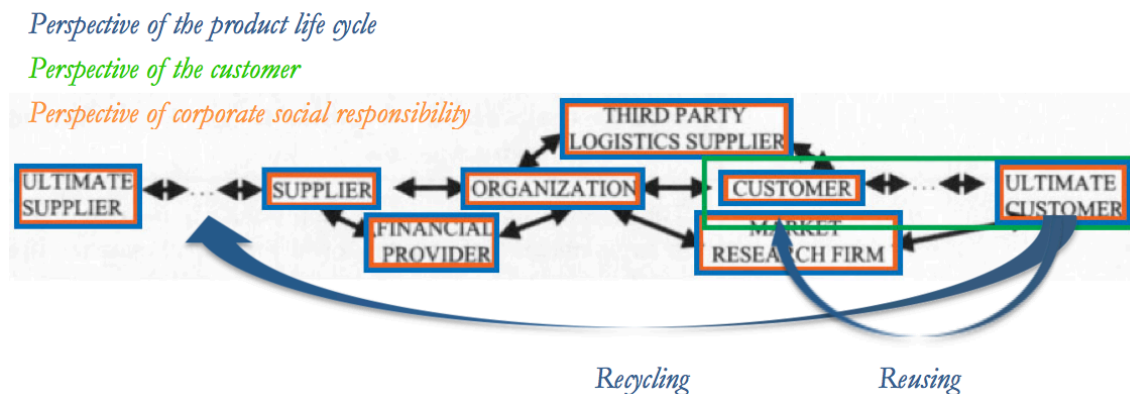 Perspective of the product life cycle
Perspective of the customer
Perspective of corporate social responsibility
THIRD PARTY
LOGISTICS SUPPLIER
ULTIMATE
SUPPLIER
...
SUPPLIER
ORGANIZATION
CUSTOMER
...
ULTIMATE
CUSTOMER
FINANCIAL
PROVIDER
MARKET
RESEARCH FIRM
Recycling
Reusing